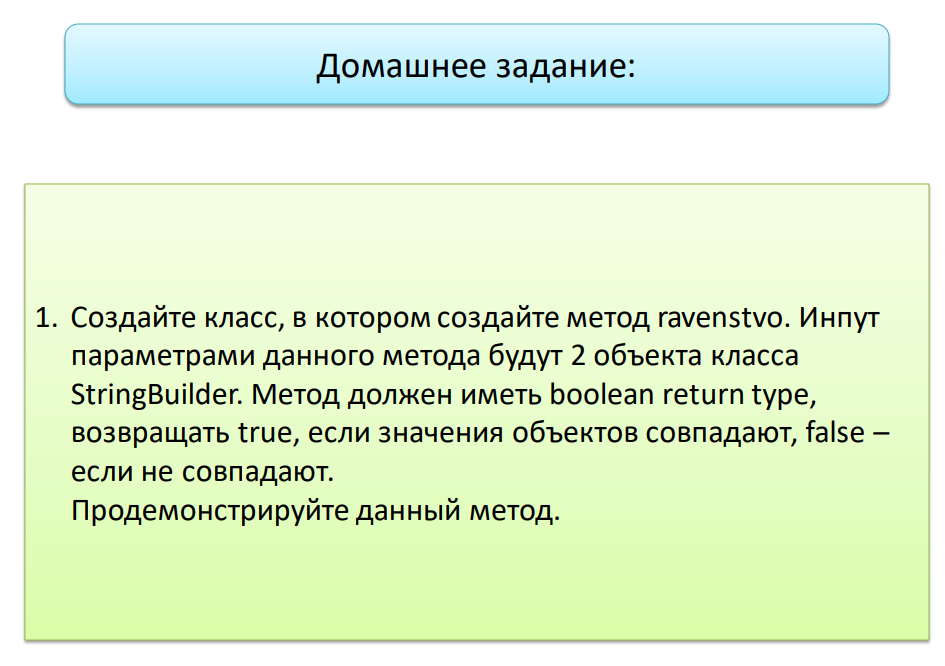 Домашнее задание:
1. Создайте класс, в котором создайте метод ravenstvo. Инпут
параметрами данного метода будут 2 объекта класса
StringBuilder. Метод должен иметь boolean return type,
возвращать true, если значения объектов совпадают, false –
если не совпадают.
Продемонстрируйте данный метод.